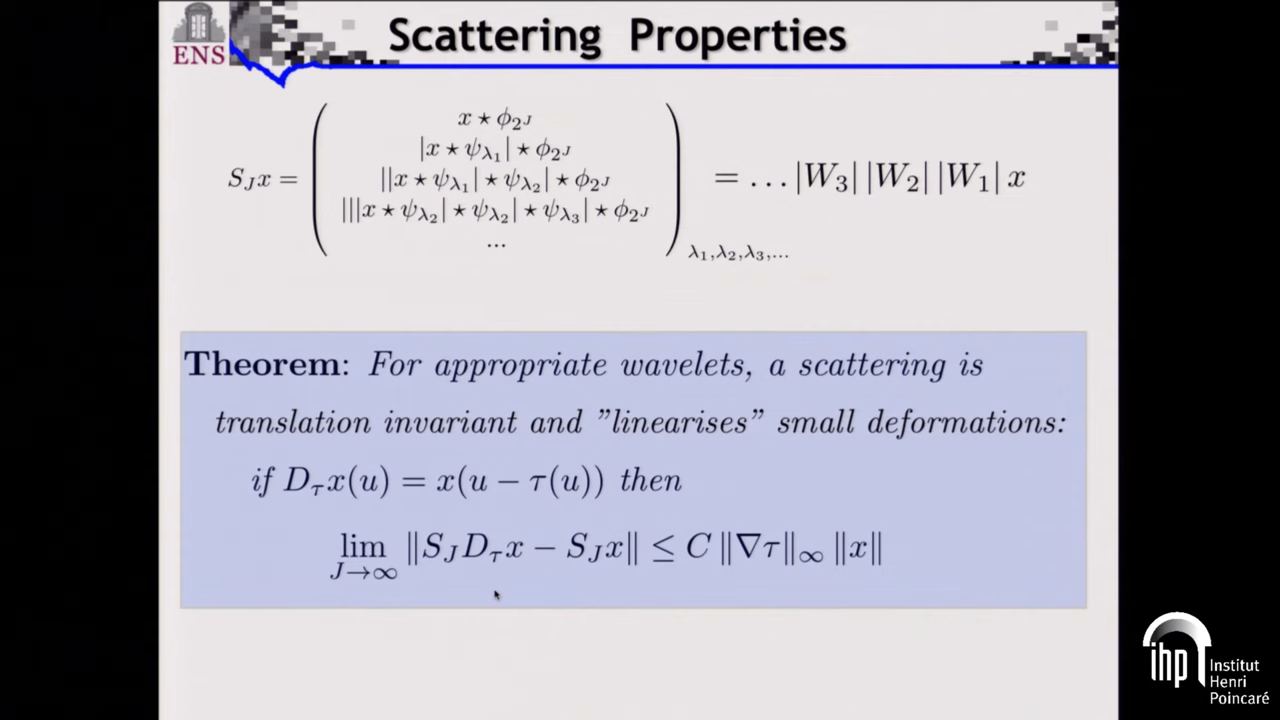 Scattering Properties
ENS
x ⋆ ϕ_{2^J}
|x ⋆ ψ_{λ_1}| ⋆ ϕ_{2^J}
S_J x = ( ||x ⋆ ψ_{λ_1}| ⋆ ψ_{λ_2}| ⋆ ϕ_{2^J} ) = … |W_3| |W_2| |W_1| x
|||x ⋆ ψ_{λ_2}| ⋆ ψ_{λ_2}| ⋆ ψ_{λ_3}| ⋆ ϕ_{2^J}
...
λ_1,λ_2,λ_3,...
Theorem: For appropriate wavelets, a scattering is
translation invariant and ”linearises” small deformations:
if D_τ x(u) = x(u − τ(u)) then
lim_{J→∞} ‖S_J D_τ x − S_J x‖ ≤ C ‖∇τ‖_∞ ‖x‖
ihp Institut
Henri
Poincaré